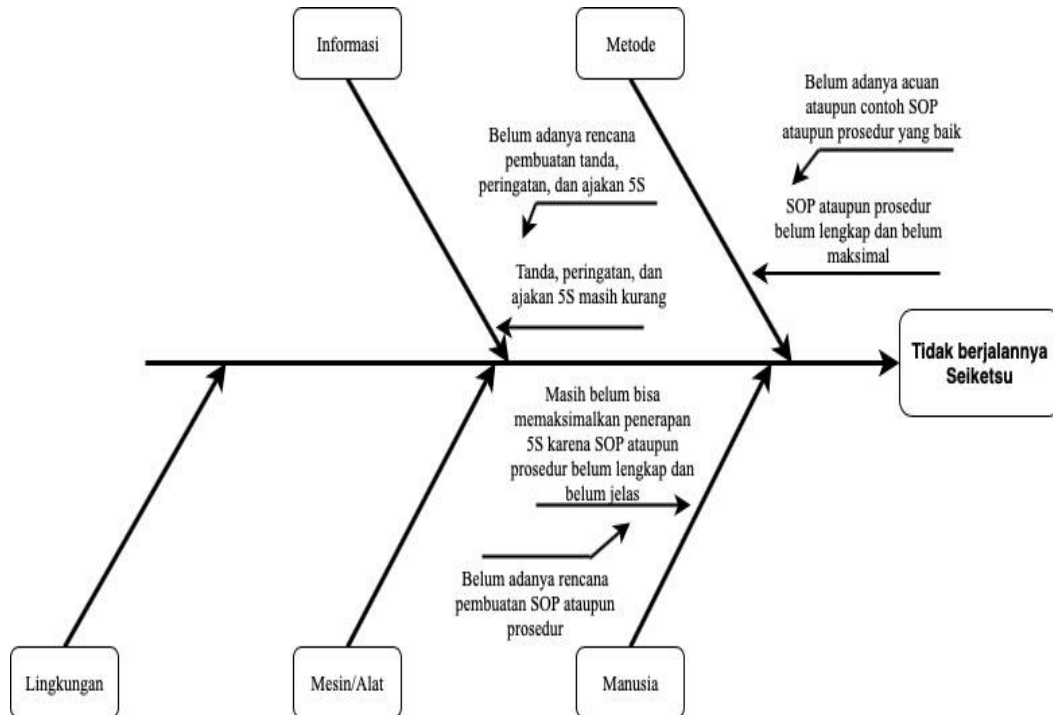 Informasi
Metode
Belum adanya acuan
ataupun contoh SOP
ataupun prosedur yang baik
Belum adanya rencana
pembuatan tanda,
peringatan, dan ajakan 5S
SOP ataupun prosedur
belum lengkap dan belum
maksimal
Tanda, peringatan, dan
ajakan 5S masih kurang
Tidak berjalannya
Seiketsu
Masih belum bisa
memaksimalkan penerapan
5S karena SOP ataupun
prosedur belum lengkap dan
belum jelas
Belum adanya rencana
pembuatan SOP ataupun
prosedur
Lingkungan
Mesin/Alat
Manusia